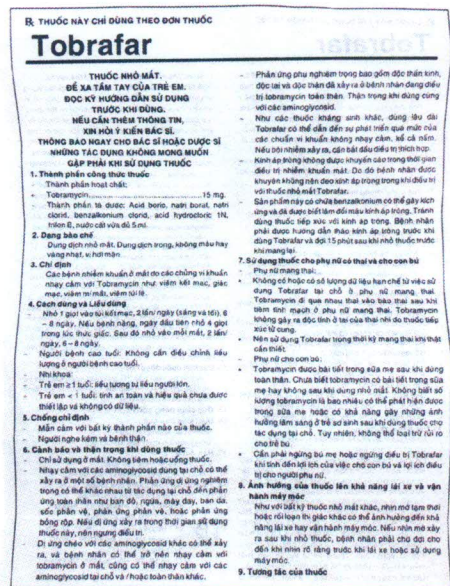 ℞ THUỐC NÀY CHỈ DÙNG THEO ĐƠN THUỐC
Tobrafar
THUỐC NHỎ MẮT.
ĐỂ XA TẦM TAY CỦA TRẺ EM.
ĐỌC KỸ HƯỚNG DẪN SỬ DỤNG
TRƯỚC KHI DÙNG.
NẾU CẦN THÊM THÔNG TIN,
XIN HỎI Ý KIẾN BÁC SĨ.
THÔNG BÁO NGAY CHO BÁC SĨ HOẶC DƯỢC SĨ
NHỮNG TÁC DỤNG KHÔNG MONG MUỐN
GẶP PHẢI KHI SỬ DỤNG THUỐC
1. Thành phần công thức thuốc
- Thành phần hoạt chất:
• Tobramycin..........................................15 mg.
- Thành phần tá dược: Acid boric, natri borat, natri
clorid, benzalkonium clorid, acid hydrocloric 1N,
triton B, nước cất vừa đủ 5 ml.
2. Dạng bào chế
Dung dịch nhỏ mắt. Dung dịch trong, không màu hay
vàng nhạt, vị hơi mặn.
3. Chỉ định
Các bệnh nhiễm khuẩn ở mắt do các chủng vi khuẩn
nhạy cảm với Tobramycin như: viêm kết mạc, giác
mạc, viêm mí mắt, viêm túi lệ.
4. Cách dùng và Liều dùng
- Nhỏ 1 giọt vào túi kết mạc, 2 lần/ ngày (sáng và tối), 6
– 8 ngày. Nếu bệnh nặng, ngày đầu tiên nhỏ 4 giọt
trong lúc thức giấc. Sau đó nhỏ vào mỗi mắt, 2 lần/
ngày, 6 – 8 ngày.
- Người bệnh cao tuổi: Không cần điều chỉnh liều
lượng ở người bệnh cao tuổi.
- Nhi khoa:
• Trẻ em ≥ 1 tuổi: liều tương tự liều người lớn.
• Trẻ em < 1 tuổi: tính an toàn và hiệu quả chưa được
thiết lập và không có dữ liệu.
5. Chống chỉ định
- Mẫn cảm với bất kỳ thành phần nào của thuốc.
- Người nghe kém và bệnh thận.
6. Cảnh báo và thận trọng khi dùng thuốc
- Chỉ sử dụng ở mắt. Không tiêm hoặc uống thuốc.
- Nhạy cảm với các aminoglycosid dùng tại chỗ có thể
xảy ra ở một số bệnh nhân. Phản ứng dị ứng nghiêm
trọng có thể khác nhau từ tác dụng tại chỗ đến phản
ứng toàn thân như ban đỏ, ngứa, mày đay, ban da,
sốc phản vệ, phản ứng phản vệ, hoặc phản ứng
bóng rộp. Nếu dị ứng xảy ra trong thời gian sử dụng
thuốc này, nên ngưng điều trị.
- Dị ứng chéo với các aminoglycosid khác có thể xảy
ra, và bệnh nhân có thể trở nên nhạy cảm với
tobramycin ở mắt, cũng có thể nhạy cảm với các
aminoglycosid tại chỗ và / hoặc toàn thân khác.
- Phản ứng phụ nghiêm trọng bao gồm độc thần kinh,
độc tai và độc thận đã xảy ra ở bệnh nhân đang điều
trị tobramycin toàn thân. Thận trọng khi dùng cùng
với các aminoglycosid.
- Như các thuốc kháng sinh khác, dùng lâu dài
Tobrafar có thể dẫn đến sự phát triển quá mức của
các chuẩn vi khuẩn không nhạy cảm, kể cả nấm.
Nếu bội nhiễm xảy ra, cần bắt đầu điều trị thích hợp.
- Kính áp tròng không được khuyến cáo trong thời gian
điều trị nhiễm khuẩn mắt. Do đó bệnh nhân được
khuyên không nên đeo kính áp tròng trong khi điều trị
với thuốc nhỏ mắt Tobrafar.
- Sản phẩm này có chứa benzalkonium có thể gây kích
ứng và đã được biết làm đổi màu kính áp tròng. Tránh
dùng thuốc tiếp xúc với kính áp tròng. Bệnh nhân
phải được hướng dẫn tháo kính áp tròng trước khi
dùng Tobrafar và đợi 15 phút sau khi nhỏ thuốc trước
khi mang lại.
7. Sử dụng thuốc cho phụ nữ có thai và cho con bú
- Phụ nữ mang thai:
• Không có hoặc có số lượng dữ liệu hạn chế từ việc sử
dụng Tobrafar tại chỗ ở phụ nữ mang thai.
Tobramycin đi qua nhau thai vào bào thai sau khi
tiêm tĩnh mạch ở phụ nữ mang thai. Tobramycin
không gây ra độc tính ở tai của thai nhi do thuốc tiếp
xúc tử cung.
• Nên sử dụng Tobrafar trong thời kỳ mang thai khi thật
cần thiết.
- Phụ nữ cho con bú:
• Tobramycin được bài tiết trong sữa mẹ sau khi dùng
toàn thân. Chưa biết tobramycin có bài tiết trong sữa
mẹ hay không sau khi dụng nhỏ mắt. Không biết số
lượng tobramycin là bao nhiêu có thể phát hiện được
trong sữa mẹ hoặc có khả năng gây những ảnh
hưởng lâm sàng ở trẻ sơ sinh sau khi dùng thuốc cho
tác dụng tại chỗ. Tuy nhiên, không thể loại trừ rủi ro
cho trẻ bú.
• Cần phải ngừng bú mẹ hoặc ngừng điều trị Tobrafar
khi tính đến lợi ích của việc cho con bú và lợi ích điều
trị cho người phụ nữ.
8. Ảnh hưởng của thuốc lên khả năng lái xe và vận
hành máy móc
- Như với bất kỳ thuốc nhỏ mắt khác, nhìn mờ tạm thời
hoặc rối loạn thị giác khác có thể ảnh hưởng đến khả
năng lái xe hay vận hành máy móc. Nếu nhìn mờ xảy
ra sau khi nhỏ thuốc, bệnh nhân phải chờ đợi cho
đến khi nhìn rõ ràng trước khi lái xe hoặc sử dụng
máy móc.
9. Tương tác của thuốc